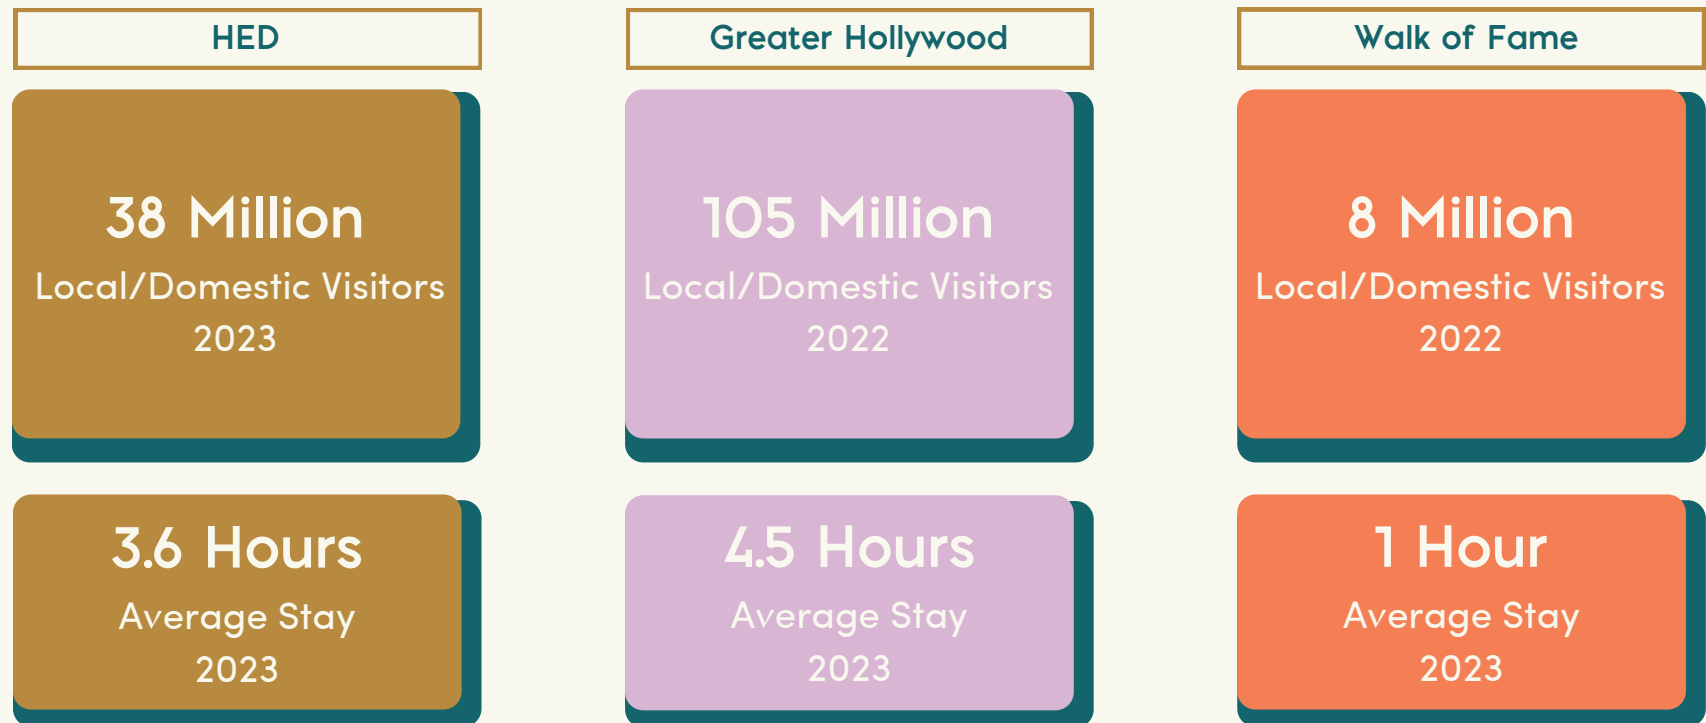 HED
38 Million
Local/Domestic Visitors
2023
3.6 Hours
Average Stay
2023
Greater Hollywood
105 Million
Local/Domestic Visitors
2022
4.5 Hours
Average Stay
2023
Walk of Fame
8 Million
Local/Domestic Visitors
2022
1 Hour
Average Stay
2023